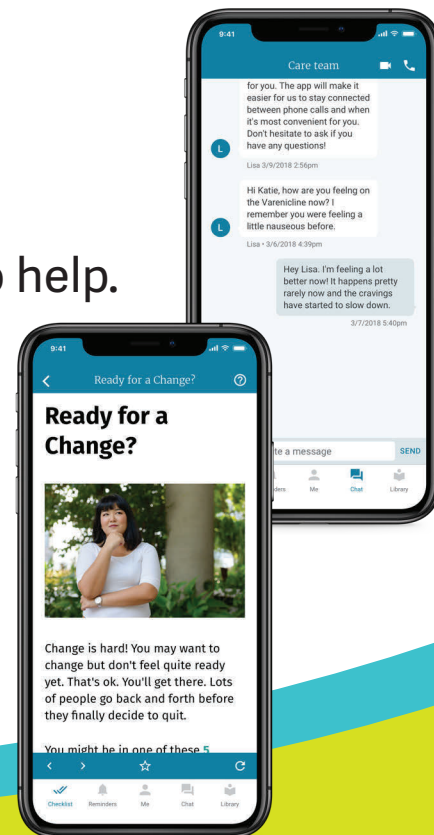 9:41
Care team
for you. The app will make it
easier for us to stay connected
between phone calls and when
it's most convenient for you.
Don't hesitate to ask if you
have any questions!
L
Lisa 3/9/2018 2:56pm
Hi Katie, how are you feelng on
the Varenicline now? I
remember you were feeling a
little nauseous before.
L
Lisa • 3/6/2018 4:39pm
Hey Lisa. I'm feeling a lot
better now! It happens pretty
rarely now and the cravings
have started to slow down.
3/7/2018 5:40pm
a message
SEND
Me
Chat
Library
help.
9:41
Ready for a Change?
Ready for a
Change?
Change is hard! You may want to
change but don't feel quite ready
yet. That's ok. You'll get there. Lots
of people go back and forth before
they finally decide to quit.
You might be in one of these 5
Checklist
Reminders
Me
Chat
Library